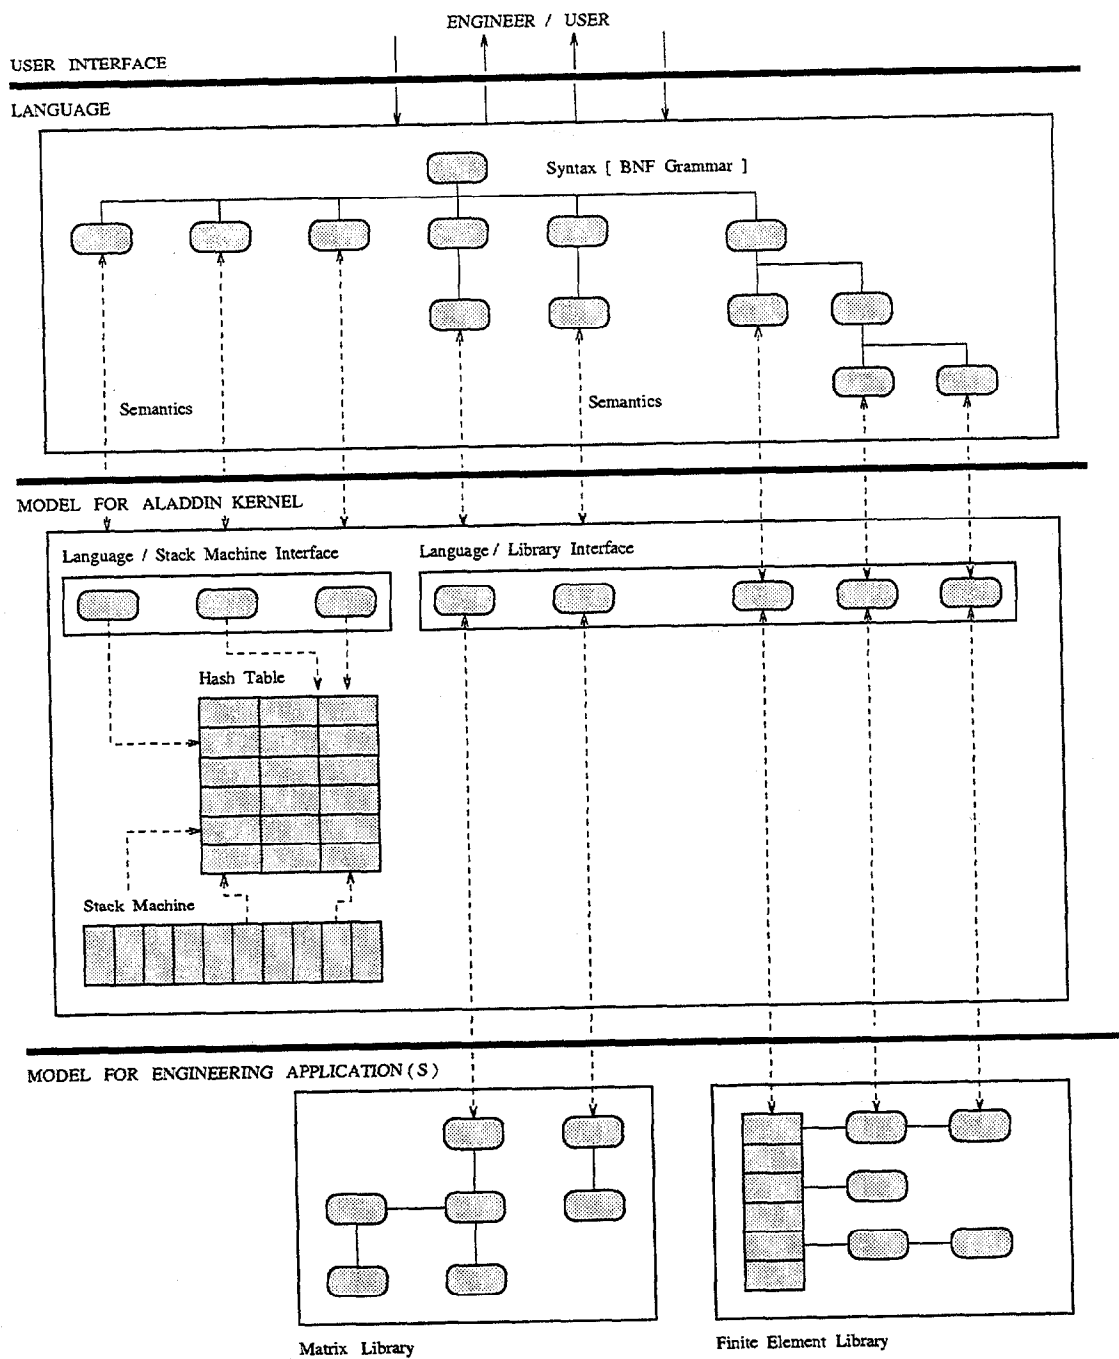 ENGINEER / USER
USER INTERFACE
LANGUAGE
Syntax [ BNF Grammar ]
Semantics
Semantics
MODEL FOR ALADDIN KERNEL
Language / Stack Machine Interface
Language / Library Interface
Hash Table
Stack Machine
MODEL FOR ENGINEERING APPLICATION(S)
Matrix Library
Finite Element Library